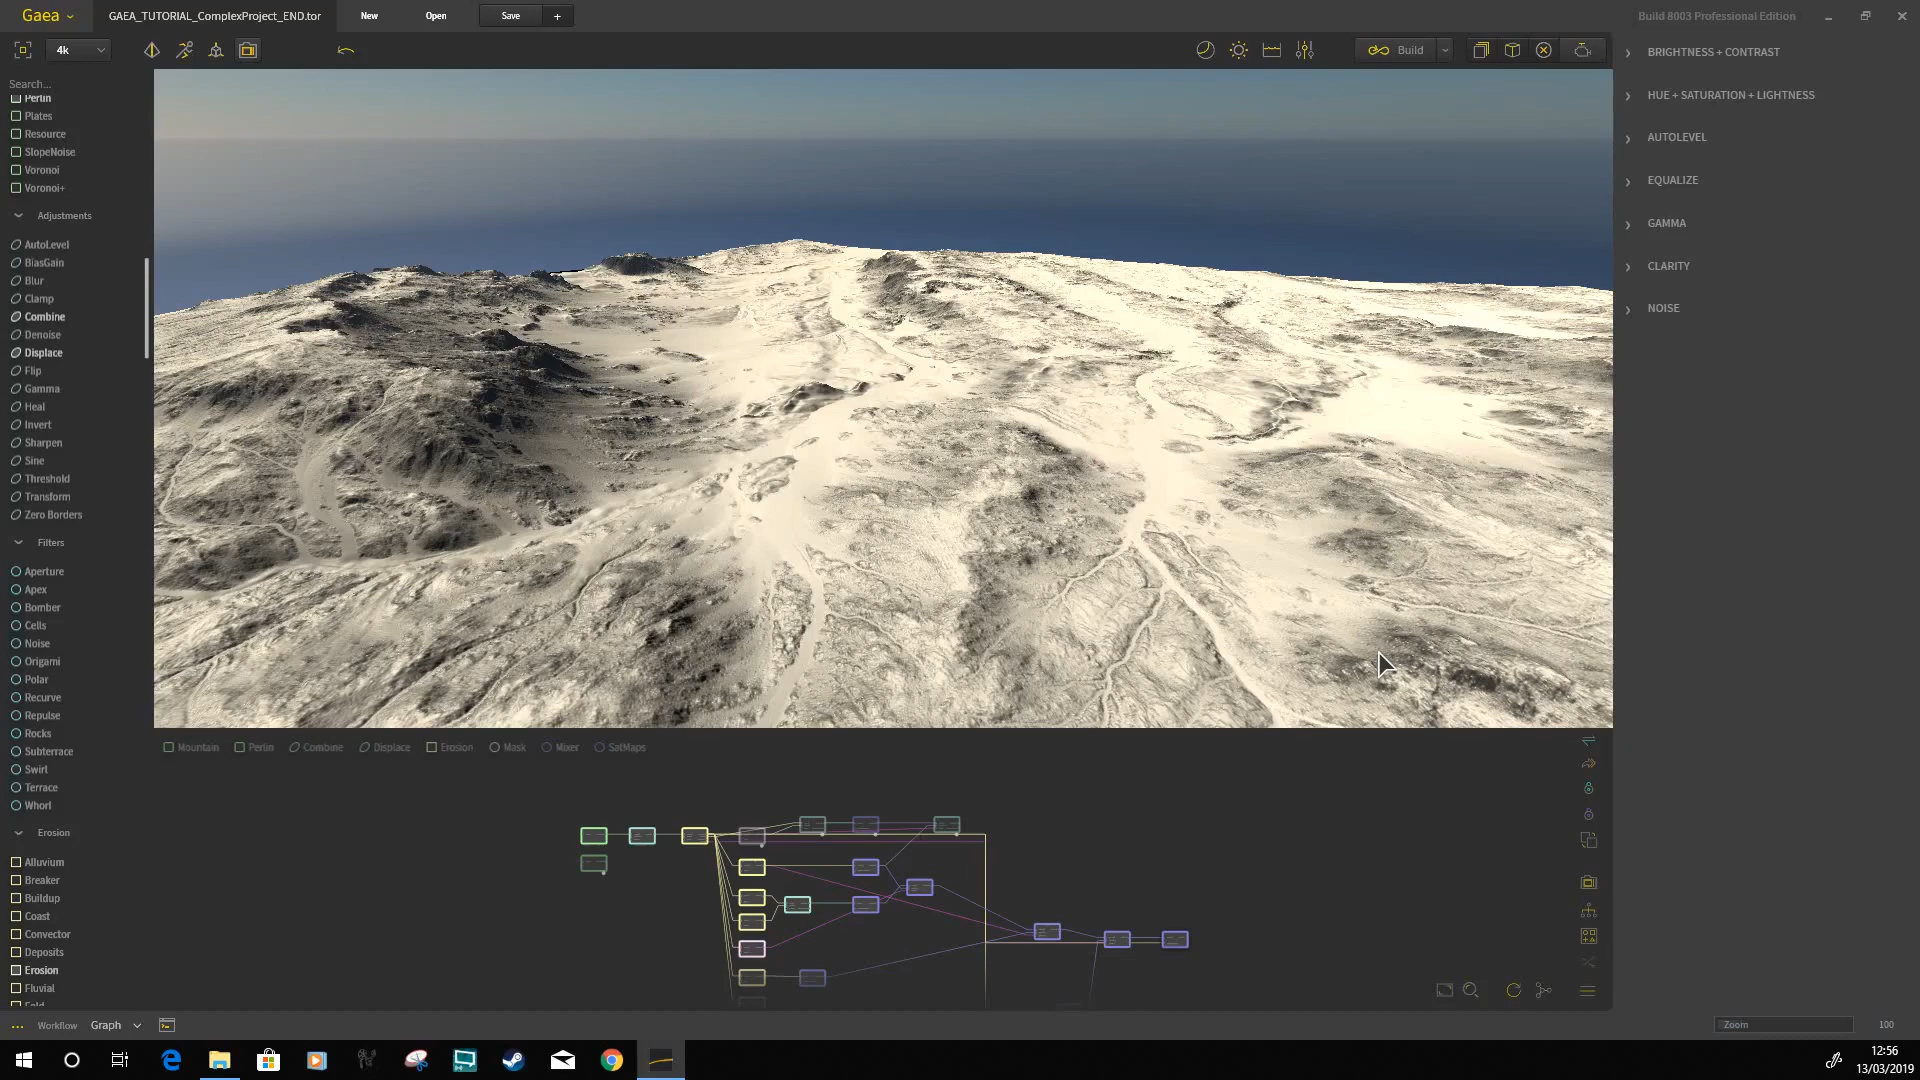 Gaea
GAEA_TUTORIAL_ComplexProject_END.tor
New
Open
Save
+
Build 8003 Professional Edition
4k
Build
Search...
Perlin
Plates
Resource
SlopeNoise
Voronoi
Voronoi+
Adjustments
AutoLevel
BiasGain
Blur
Clamp
Combine
Denoise
Displace
Flip
Gamma
Heal
Invert
Sharpen
Sine
Threshold
Transform
Zero Borders
Filters
Aperture
Apex
Bomber
Cells
Noise
Origami
Polar
Recurve
Repulse
Rocks
Subterrace
Swirl
Terrace
Whorl
Erosion
Alluvium
Breaker
Buildup
Coast
Convector
Deposits
Erosion
Fluvial
BRIGHTNESS + CONTRAST
HUE + SATURATION + LIGHTNESS
AUTOLEVEL
EQUALIZE
GAMMA
CLARITY
NOISE
Mountain Perlin Combine Displace Erosion Mask Mixer SatMaps
... Workflow Graph
Zoom 100
12:56
13/03/2019